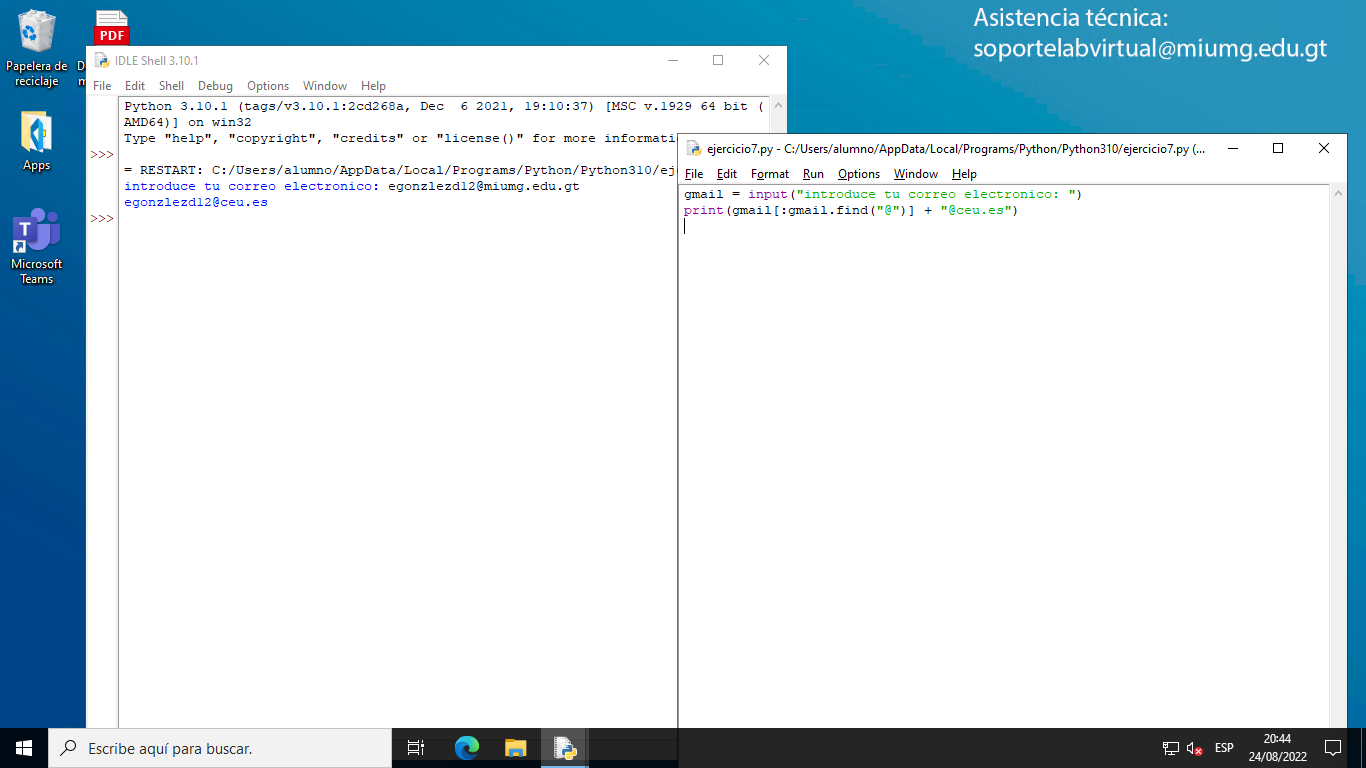 Asistencia técnica:
soportelabvirtual@miumg.edu.gt
Papelera de
reciclaje
PDF
Apps
T
Microsoft
Teams
IDLE Shell 3.10.1
File Edit Shell Debug Options Window Help
Python 3.10.1 (tags/v3.10.1:2cd268a, Dec  6 2021, 19:10:37) [MSC v.1929 64 bit (
AMD64)] on win32
Type "help", "copyright", "credits" or "license()" for more informati
>>>
= RESTART: C:/Users/alumno/AppData/Local/Programs/Python/Python310/ej
introduce tu correo electronico: egonzlezd12@miumg.edu.gt
egonzlezd12@ceu.es
>>>
ejercicio7.py - C:/Users/alumno/AppData/Local/Programs/Python/Python310/ejercicio7.py (...
File Edit Format Run Options Window Help
gmail = input("introduce tu correo electronico: ")
print(gmail[:gmail.find("@")] + "@ceu.es")
Escribe aquí para buscar.
ESP
20:44
24/08/2022